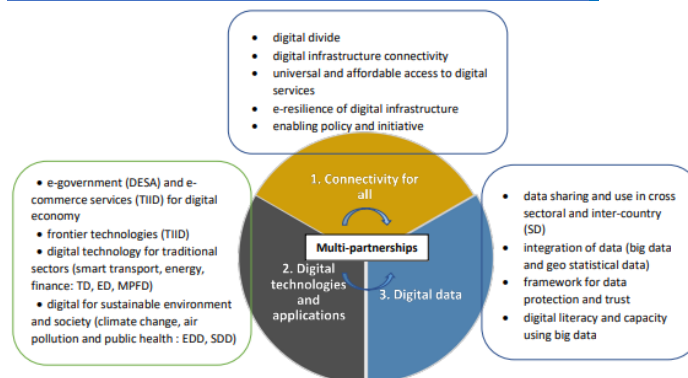 • digital divide
• digital infrastructure connectivity
• universal and affordable access to digital
services
• e-resilience of digital infrastructure
• enabling policy and initiative
1. Connectivity for
all
• e-government (DESA) and e-
commerce services (TIID) for digital
economy
• frontier technologies (TIID)
• digital technology for traditional
sectors (smart transport, energy,
finance: TD, ED, MPFD)
• digital for sustainable environment
and society (climate change, air
pollution and public health : EDD, SDD)
Multi-partnerships
2. Digital
technologies
and
applications
3. Digital data
• data sharing and use in cross
sectoral and inter-country
(SD)
• integration of data (big data
and geo statistical data)
• framework for data
protection and trust
• digital literacy and capacity
using big data